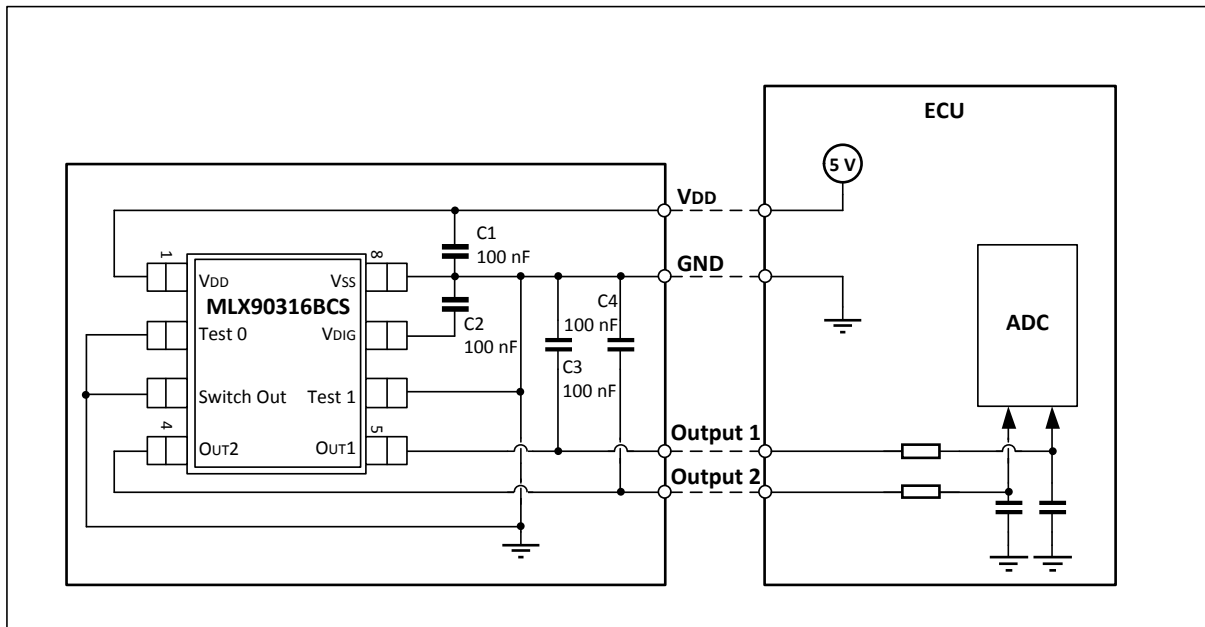 ECU
5 V
VDD
C1
100 nF
GND
1
8
VDD
VSS
MLX90316BCS
C4
100 nF
ADC
Test 0
VDIG
C2
100 nF
C3
100 nF
Switch Out
Test 1
4
5
OUT2
OUT1
Output 1
Output 2